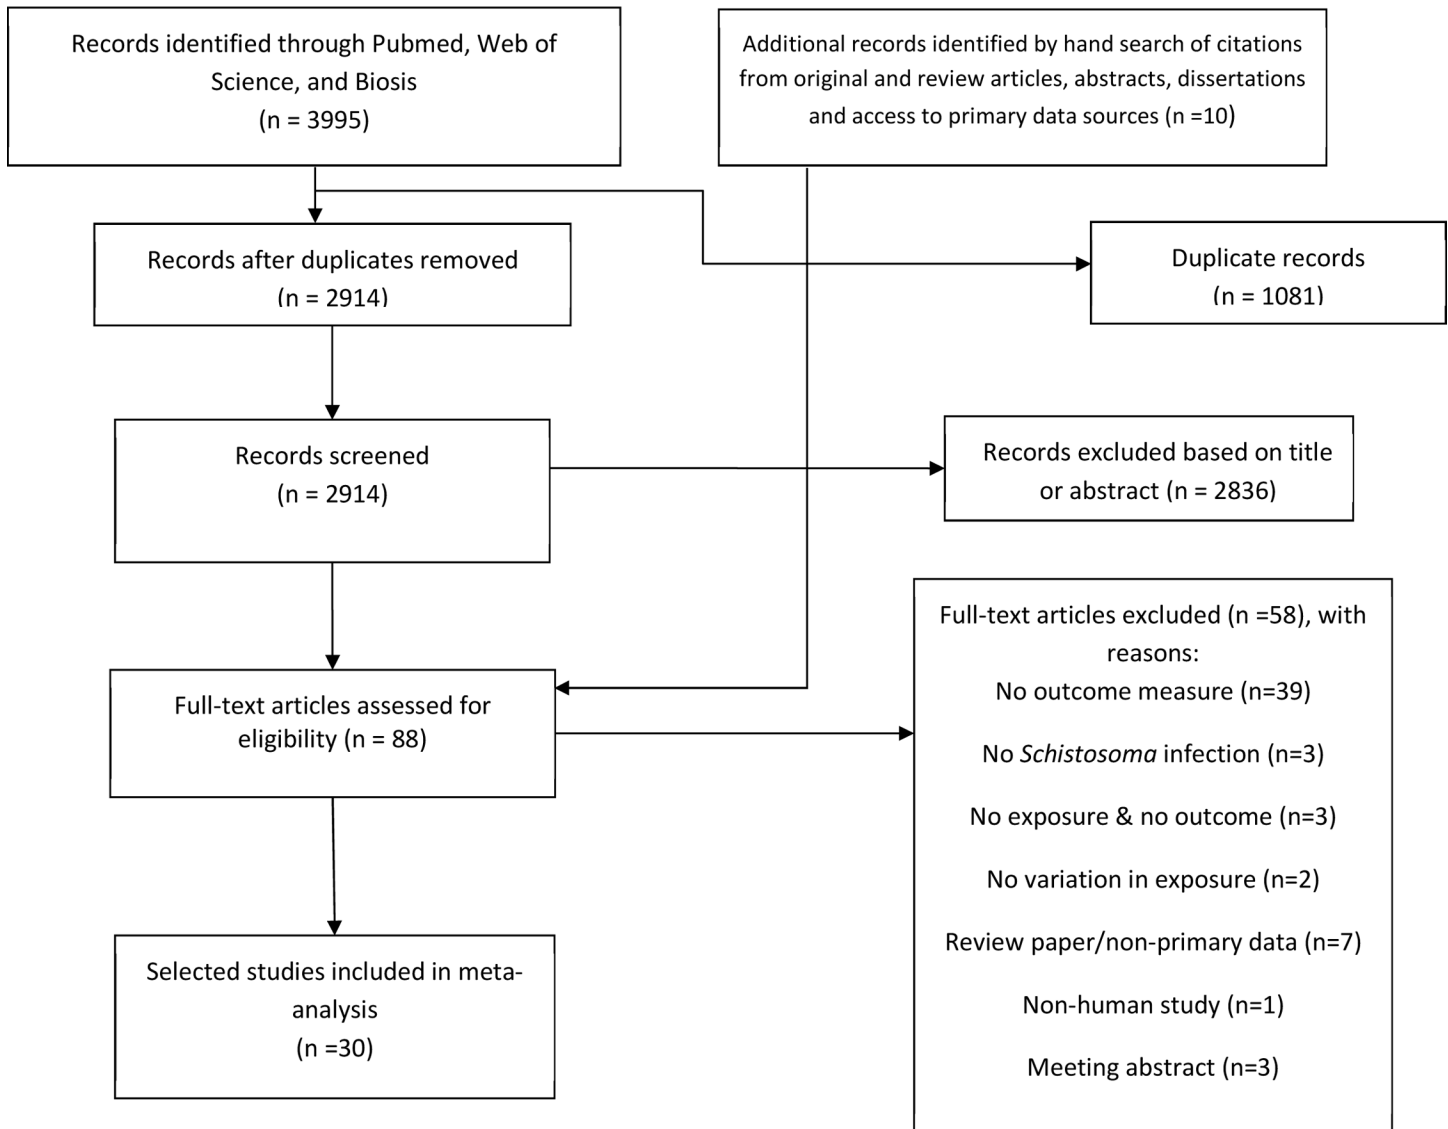 Records identified through Pubmed, Web of
Science, and Biosis
(n = 3995)
Additional records identified by hand search of citations
from original and review articles, abstracts, dissertations
and access to primary data sources (n =10)
Records after duplicates removed
(n = 2914)
Duplicate records
(n = 1081)
Records screened
(n = 2914)
Records excluded based on title
or abstract (n = 2836)
Full-text articles assessed for
eligibility (n = 88)
Full-text articles excluded (n =58), with
reasons:
No outcome measure (n=39)
No Schistosoma infection (n=3)
No exposure & no outcome (n=3)
No variation in exposure (n=2)
Review paper/non-primary data (n=7)
Non-human study (n=1)
Meeting abstract (n=3)
Selected studies included in meta-
analysis
(n =30)